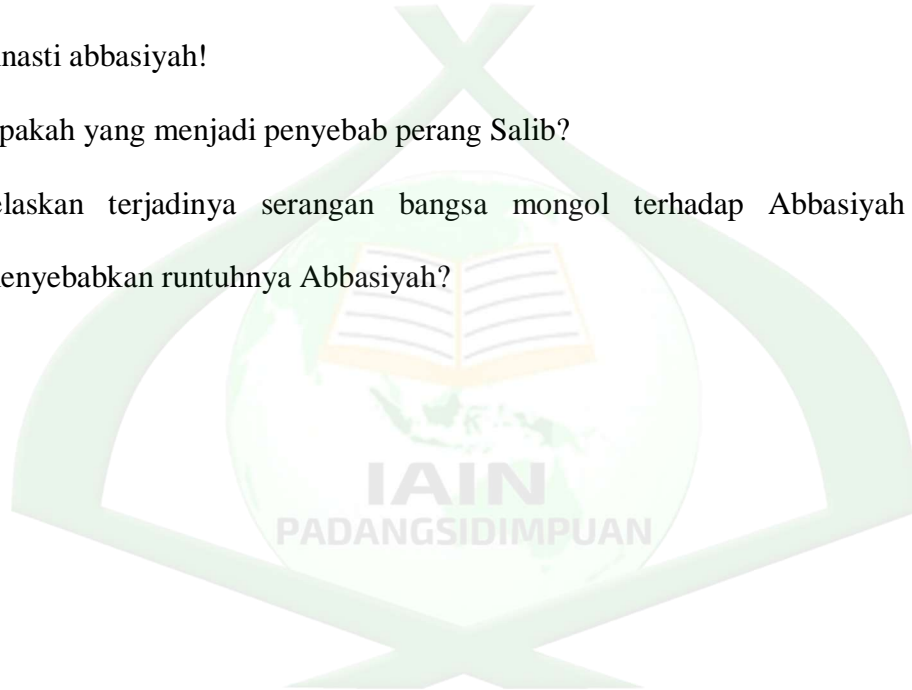 nasti abbasiyah!
pakah yang menjadi penyebab perang Salib?
elaskan terjadinya serangan bangsa mongol terhadap Abbasiyah
enyebabkan runtuhnya Abbasiyah?
IAIN
PADANGSIDIMPUAN